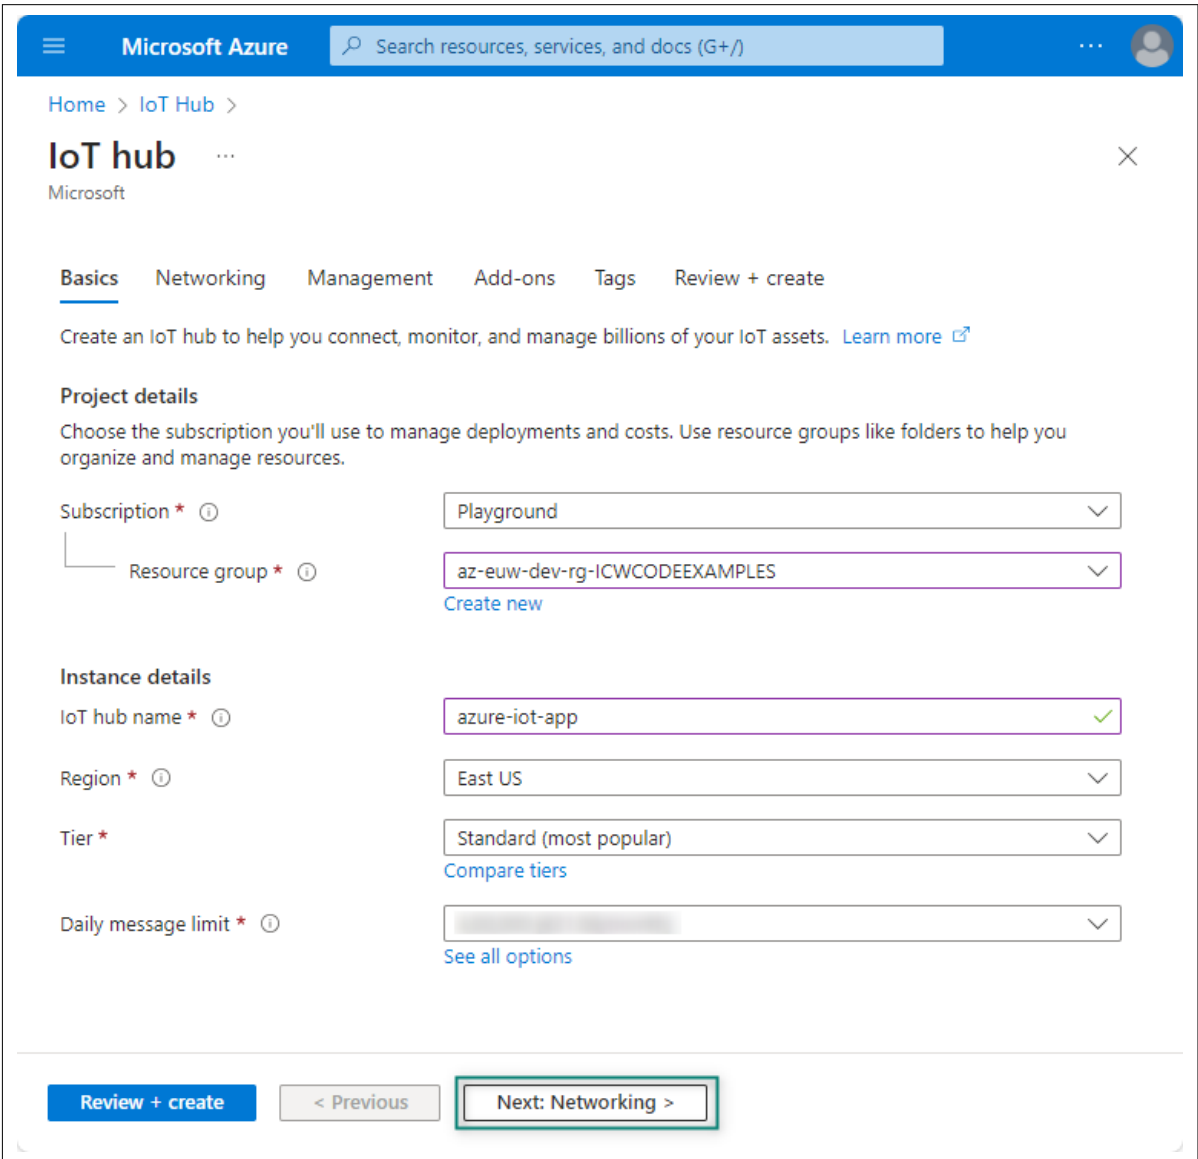 Microsoft Azure
Search resources, services, and docs (G+/)
...
Home > IoT Hub >
IoT hub ...
Microsoft
Basics Networking Management Add-ons Tags Review + create
Create an IoT hub to help you connect, monitor, and manage billions of your IoT assets. Learn more
Project details
Choose the subscription you'll use to manage deployments and costs. Use resource groups like folders to help you
organize and manage resources.
Subscription * Playground
Resource group * az-euw-dev-rg-ICWCODEEXAMPLES
Create new
Instance details
IoT hub name * azure-iot-app
Region * East US
Tier * Standard (most popular)
Compare tiers
Daily message limit *
See all options
Review + create < Previous Next: Networking >